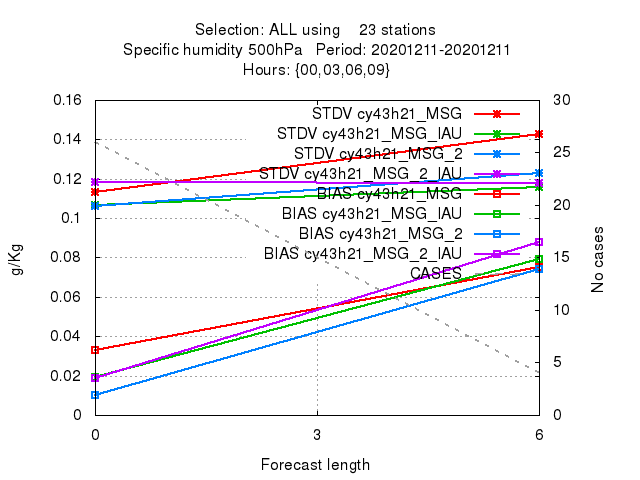 Selection: ALL using 23 stations
Specific humidity 500hPa Period: 20201211-20201211
Hours: {00,03,06,09}
0.16
0.14
0.12
0.1
0.08
0.06
0.04
0.02
0
g/Kg
30
25
20
15
10
5
0
No cases
STDV cy43h21_MSG
STDV cy43h21_MSG_IAU
STDV cy43h21_MSG_2
STDV cy43h21_MSG_2_IAU
BIAS cy43h21_MSG
BIAS cy43h21_MSG_IAU
BIAS cy43h21_MSG_2
BIAS cy43h21_MSG_2_IAU
CASES
0 3 6
Forecast length